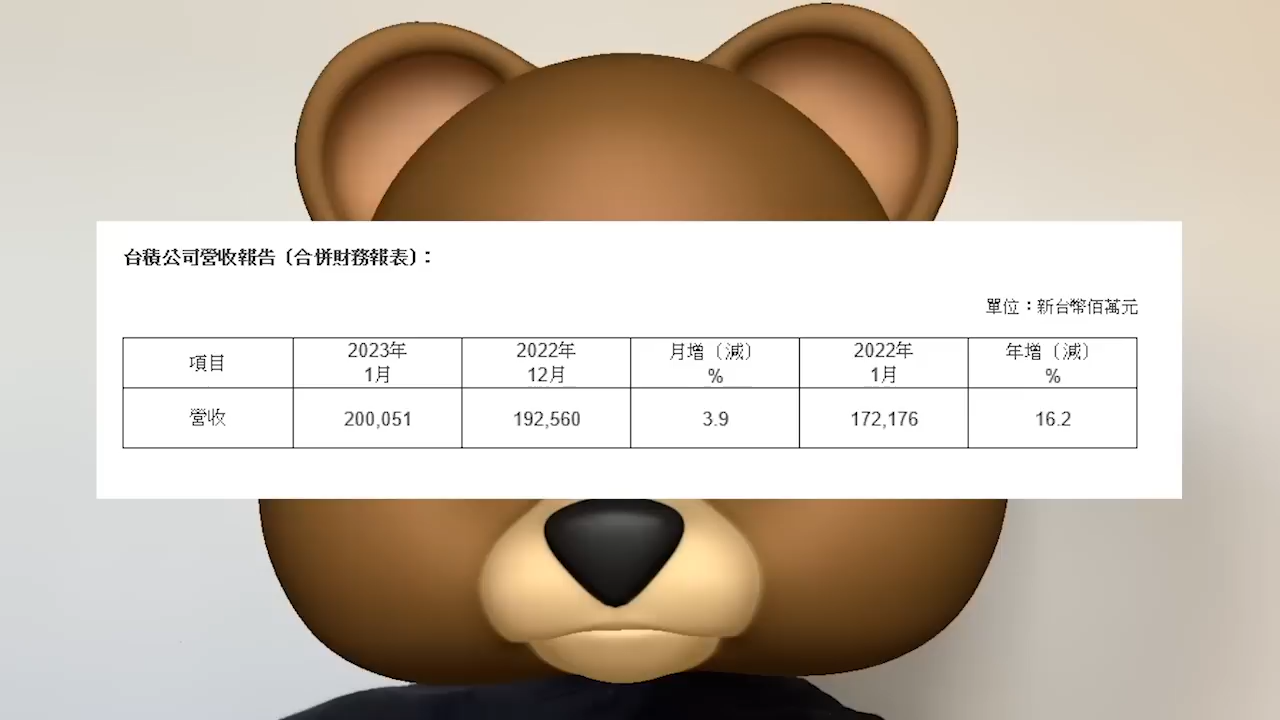 台積公司營收報告〔合併財務報表〕：
單位：新台幣佰萬元
項目 2023年 1月 2022年 12月 月增〔減〕 % 2022年 1月 年增〔減〕 %
營收 200,051 192,560 3.9 172,176 16.2